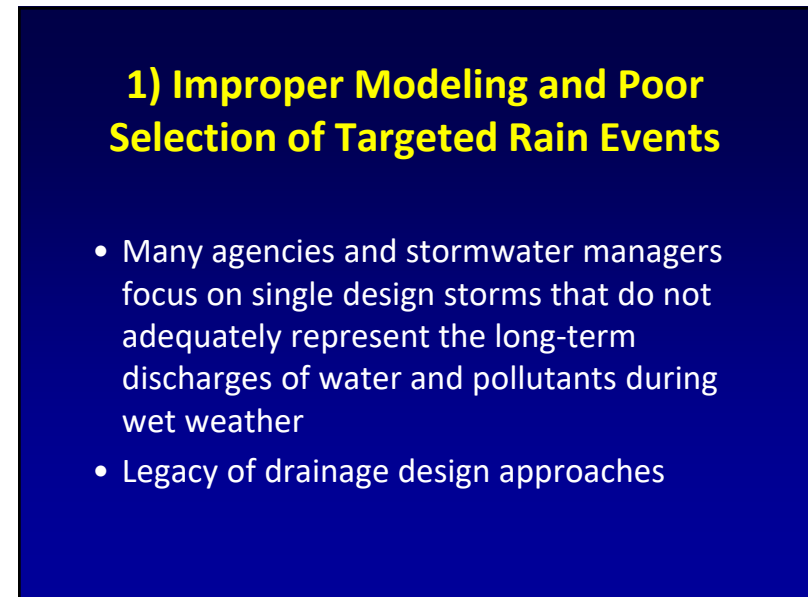 1) Improper Modeling and Poor
Selection of Targeted Rain Events
• Many agencies and stormwater managers
focus on single design storms that do not
adequately represent the long-term
discharges of water and pollutants during
wet weather
• Legacy of drainage design approaches